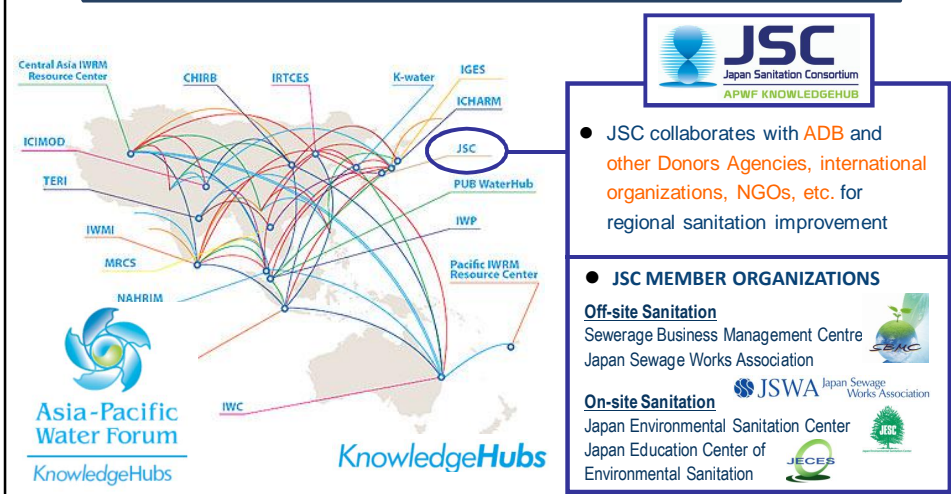 Central Asia IWRM
Resource Center
CHIRB
IRTCES
K-water
IGES
ICHARM
JSC
ICIMOD
TERI
PUB WaterHub
IWP
IWMI
MRCS
Pacific IWRM
Resource Center
NAHRIM
IWC
Asia-Pacific
Water Forum
KnowledgeHubs
KnowledgeHubs
JSC
Japan Sanitation Consortium
APWF KNOWLEDGEHUB
● JSC collaborates with ADB and
other Donors Agencies, international
organizations, NGOs, etc. for
regional sanitation improvement
● JSC MEMBER ORGANIZATIONS
Off-site Sanitation
Sewerage Business Management Centre
SBMC
Japan Sewage Works Association
JSWA Japan Sewage
Works Association
On-site Sanitation
Japan Environmental Sanitation Center
JESC
Japan Education Center of
Environmental Sanitation
JECES